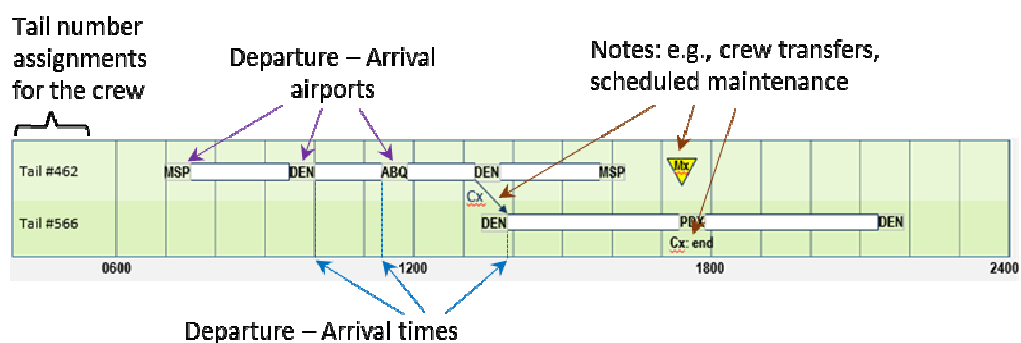 Tail number
assignments
for the crew
Departure – Arrival
airports
Notes: e.g., crew transfers,
scheduled maintenance
Tail #462
MSP
DEN
ABQ
DEN
MSP
Mx
Cx
Tail #566
DEN
PDX
DEN
Cx: end
0600
1200
1800
2400
Departure – Arrival times